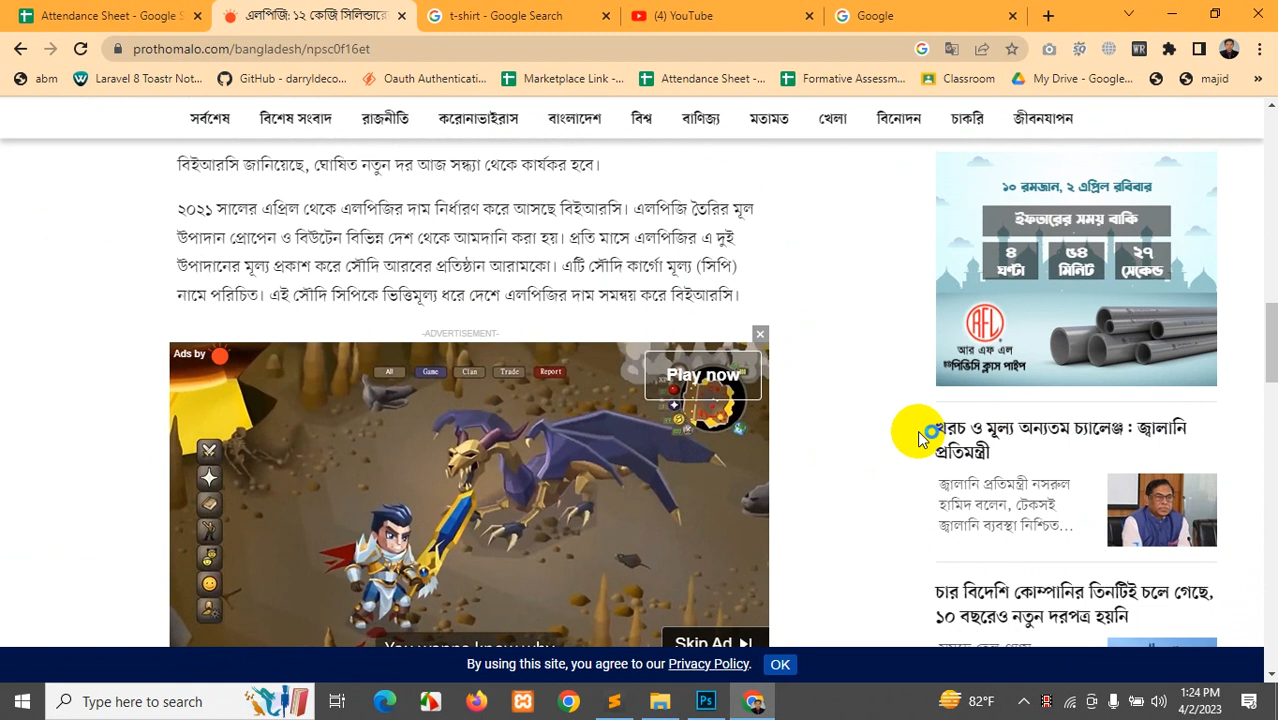 Attendance Sheet - Google S
এলপিজি: ১২ কেজি সিলিন্ডারে
t-shirt - Google Search
(4) YouTube
Google
prothomalo.com/bangladesh/npsc0f16et
abm
Laravel 8 Toastr Not...
GitHub - darryldeco...
Oauth Authenticati...
Marketplace Link -...
Attendance Sheet -...
Formative Assessm...
Classroom
My Drive - Google...
majid
সর্বশেষ
বিশেষ সংবাদ
রাজনীতি
করোনাভাইরাস
বাংলাদেশ
বিশ্ব
বাণিজ্য
মতামত
খেলা
বিনোদন
চাকরি
জীবনযাপন
বিইআরসি জানিয়েছে, ঘোষিত নতুন দর আজ সন্ধ্যা থেকে কার্যকর হবে।
২০২১ সালের এপ্রিল থেকে এলপিজির দাম নির্ধারণ করে আসছে বিইআরসি। এলপিজি তৈরির মূল
উপাদান প্রোপেন ও বিউটেন বিভিন্ন দেশ থেকে আমদানি করা হয়। প্রতি মাসে এলপিজির এ দুই
উপাদানের মূল্য প্রকাশ করে সৌদি আরবের প্রতিষ্ঠান আরামকো। এটি সৌদি কার্গো মূল্য (সিপি)
নামে পরিচিত। এই সৌদি সিপিকে ভিত্তিমূল্য ধরে দেশে এলপিজির দাম সমন্বয় করে বিইআরসি।
-ADVERTISEMENT-
Ads by
All
Game
Clan
Trade
Report
Play now
You wanna know why
Skip Ad
১০ রমজান, ২ এপ্রিল রবিবার
ইফতারের সময় বাকি
৪ ৫৪ ২৭
ঘণ্টা মিনিট সেকেন্ড
RFL
আর এফ এল
পিভিসি ক্লাস পাইপ
খরচ ও মূল্য অন্যতম চ্যালেঞ্জ : জ্বালানি
প্রতিমন্ত্রী
জ্বালানি প্রতিমন্ত্রী নসরুল
হামিদ বলেন, টেকসই
জ্বালানি ব্যবস্থা নিশ্চিত...
চার বিদেশি কোম্পানির তিনটিই চলে গেছে,
১০ বছরেও নতুন দরপত্র হয়নি
By using this site, you agree to our Privacy Policy.
OK
Type here to search
82°F
1:24 PM
4/2/2023